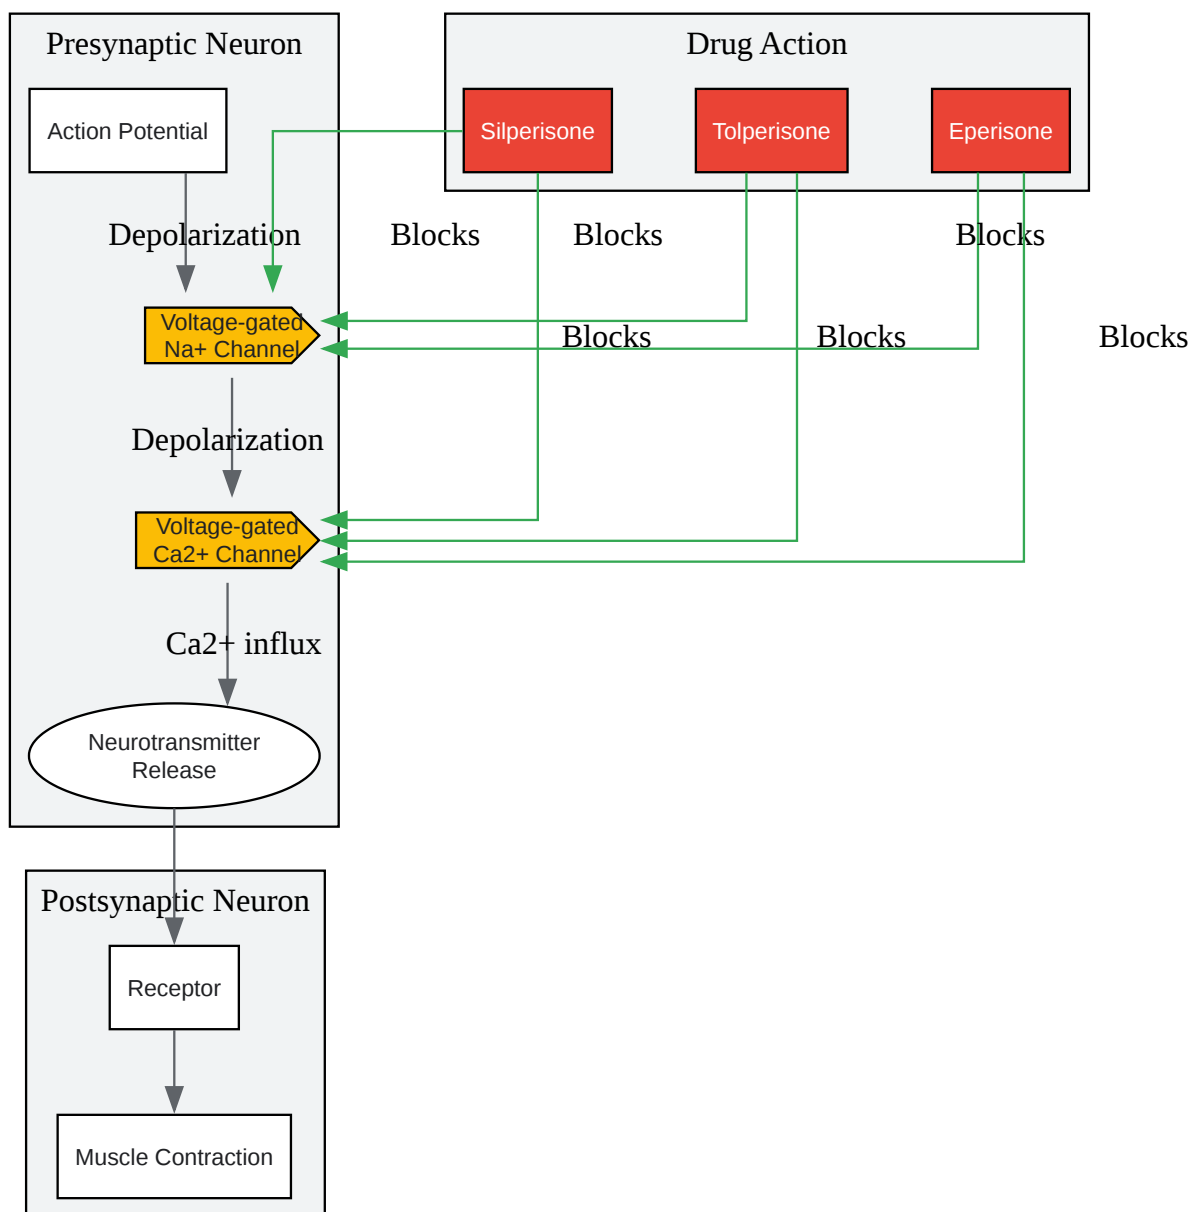 Presynaptic Neuron
Drug Action
Action Potential
Silperisone
Tolperisone
Eperisone
Depolarization
Blocks
Blocks
Blocks
Voltage-gated
Na+ Channel
Blocks
Blocks
Blocks
Depolarization
Voltage-gated
Ca2+ Channel
Ca2+ influx
Neurotransmitter
Release
Postsynaptic Neuron
Receptor
Muscle Contraction